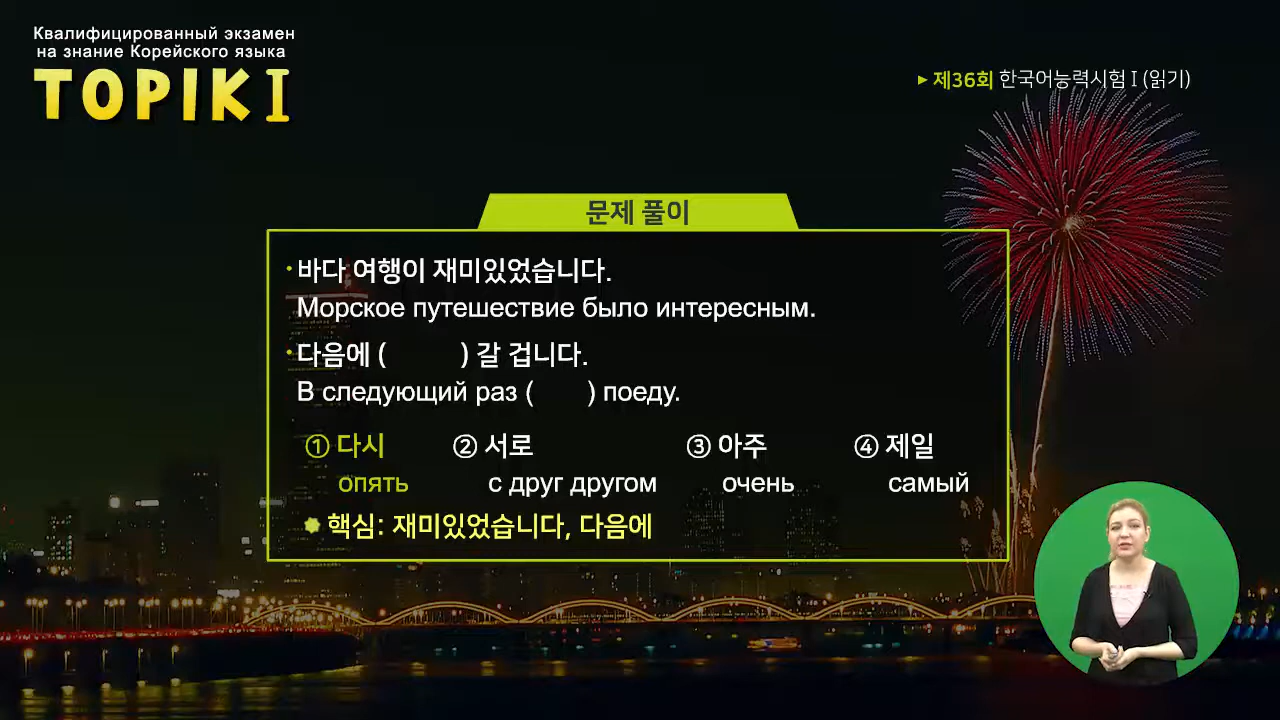 Квалифицированный экзамен
на знание Корейского языка
TOPIK I
▶ 제36회 한국어능력시험 I (읽기)
문제 풀이
· 바다 여행이 재미있었습니다.
Морское путешествие было интересным.
· 다음에 ( ) 갈 겁니다.
В следующий раз ( ) поеду.
① 다시 ② 서로 ③ 아주 ④ 제일
опять с друг другом очень самый
핵심: 재미있었습니다, 다음에